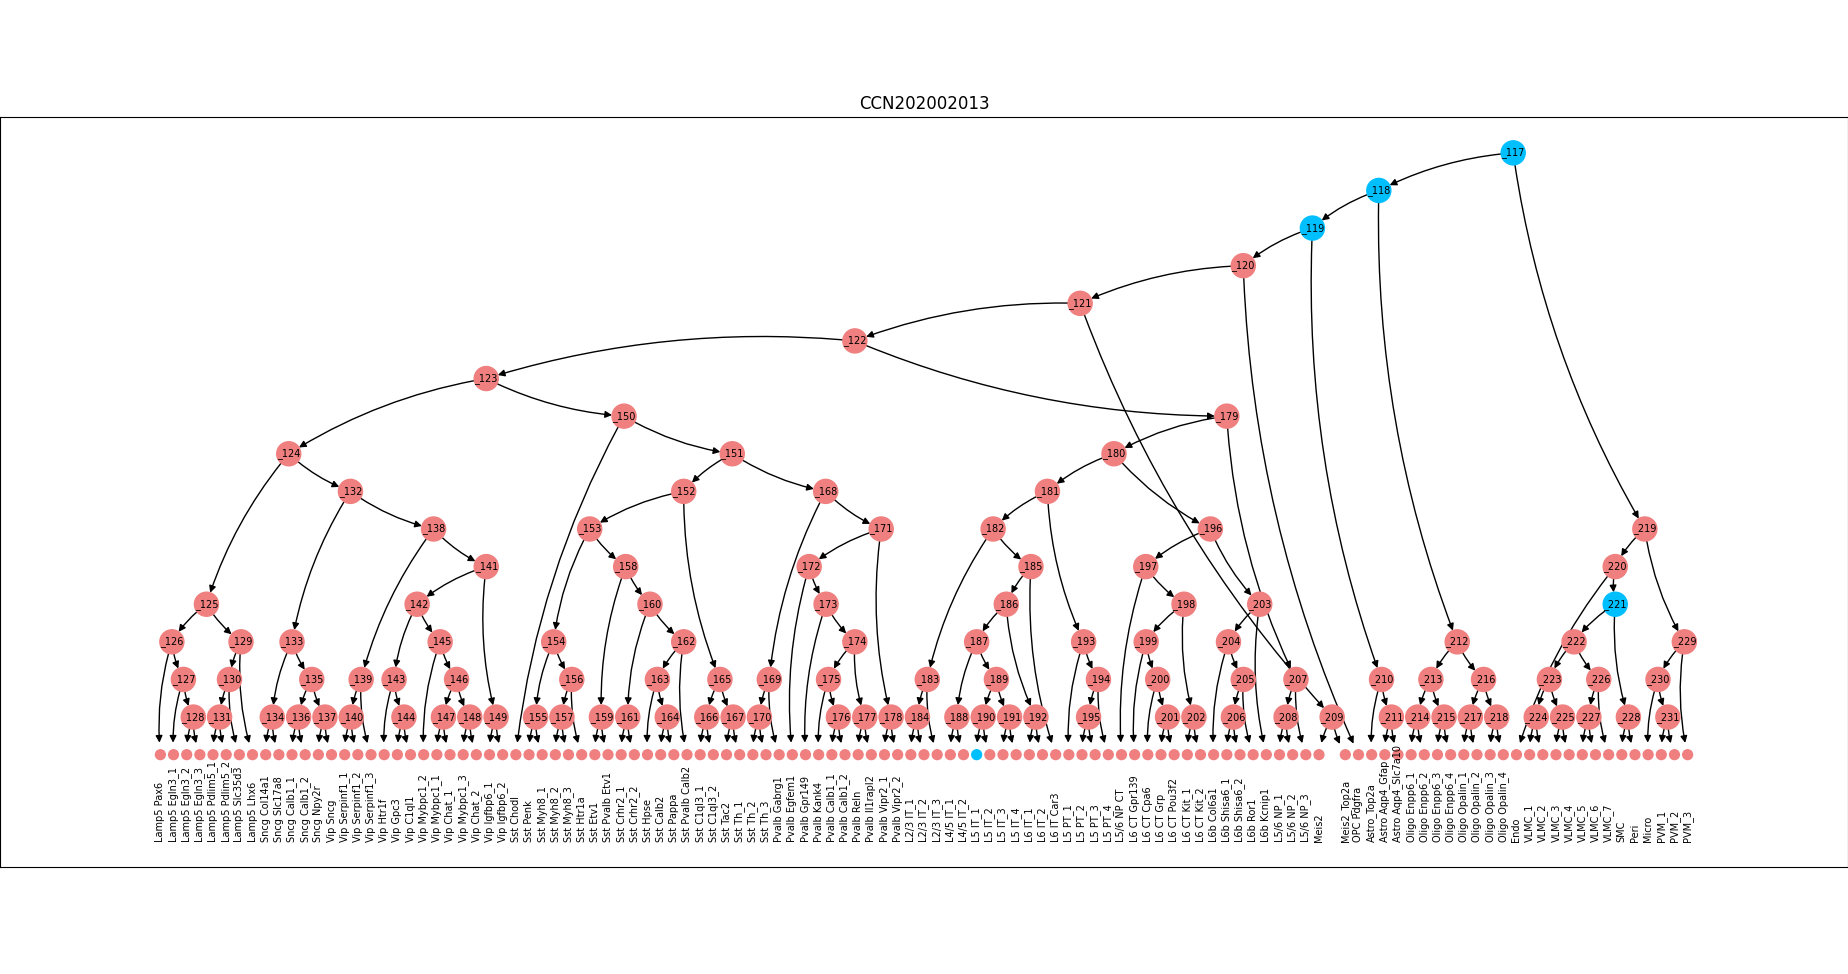 CCN202002013
_117
_118
_119
_120
_121
_122
_123
_150 _179
_124 _151 _180
_132 _152 _168 _181
_138 _153 _171 _182 _196 _219
_141 _158 _172 _185 _197 _220
_125 _142 _160 _173 _186 _198 _203 _221
_126 _129 _133 _145 _154 _162 _174 _187 _193 _199 _204 _212 _222 _229
_127 _130 _135 _139 _143 _146 _156 _163 _165 _169 _175 _183 _189 _194 _200 _205 _207 _210 _213 _216 _223 _226 _230
_128 _131 _134 _136 _137 _140 _144 _147 _148 _149 _155 _157 _159 _161 _164 _166 _167 _170 _176 _177 _178 _184 _188 _190 _191 _192 _195 _201 _202 _206 _208 _209 _211 _214 _215 _217 _218 _224 _225 _227 _228 _231
Lamp5 Pax6
Lamp5 Egln3_1
Lamp5 Egln3_2
Lamp5 Egln3_3
Lamp5 Pdlim5_1
Lamp5 Pdlim5_2
Lamp5 Slc35d3
Lamp5 Lhx6
Sncg Col14a1
Sncg Slc17a8
Sncg Calb1_1
Sncg Calb1_2
Sncg Npy2r
Vip Sncg
Vip Serpinf1_1
Vip Serpinf1_2
Vip Serpinf1_3
Vip Htr1f
Vip Gpc3
Vip C1ql1
Vip Mybpc1_2
Vip Mybpc1_1
Vip Chat_1
Vip Mybpc1_3
Vip Chat_2
Vip Igfbp6_1
Vip Igfbp6_2
Sst Chodl
Sst Penk
Sst Myh8_1
Sst Myh8_2
Sst Myh8_3
Sst Htr1a
Sst Etv1
Sst Pvalb Etv1
Sst Crhr2_1
Sst Crhr2_2
Sst Hpse
Sst Calb2
Sst Pappa
Sst Pvalb Calb2
Sst C1ql3_1
Sst C1ql3_2
Sst Tac2
Sst Th_1
Sst Th_2
Sst Th_3
Pvalb Gabrg1
Pvalb Egfem1
Pvalb Gpr149
Pvalb Kank4
Pvalb Calb1_1
Pvalb Calb1_2
Pvalb Reln
Pvalb Il1rapl2
Pvalb Vipr2_1
Pvalb Vipr2_2
L2/3 IT_1
L2/3 IT_2
L2/3 IT_3
L4/5 IT_1
L4/5 IT_2
L5 IT_1
L5 IT_2
L5 IT_3
L5 IT_4
L6 IT_1
L6 IT_2
L6 IT Car3
L5 PT_1
L5 PT_2
L5 PT_3
L5 PT_4
L5/6 NP CT
L6 CT Gpr139
L6 CT Cpa6
L6 CT Grp
L6 CT Pou3f2
L6 CT Kit_1
L6 CT Kit_2
L6b Col6a1
L6b Shisa6_1
L6b Shisa6_2
L6b Ror1
L6b Kcnip1
L5/6 NP_1
L5/6 NP_2
L5/6 NP_3
Meis2
Meis2_Top2a
OPC Pdgfra
Astro_Top2a
Astro Aqp4_Gfap
Astro Aqp4_Slc7a10
Oligo Enpp6_1
Oligo Enpp6_2
Oligo Enpp6_3
Oligo Enpp6_4
Oligo Opalin_1
Oligo Opalin_2
Oligo Opalin_3
Oligo Opalin_4
Endo
VLMC_1
VLMC_2
VLMC_3
VLMC_4
VLMC_5
VLMC_6
VLMC_7
SMC
Peri
Micro
PVM_1
PVM_2
PVM_3